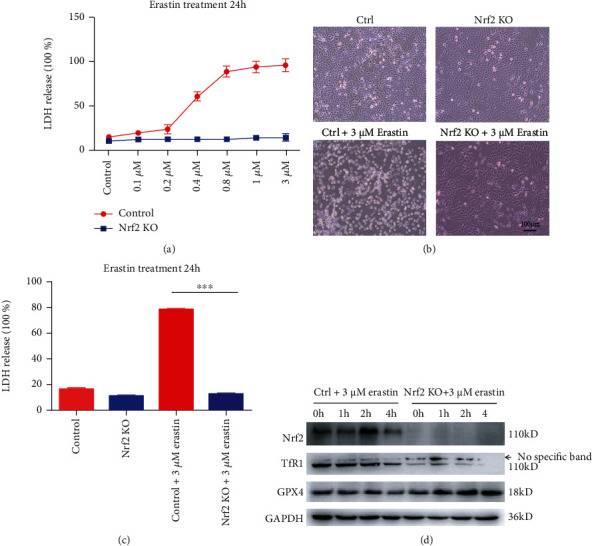 Erastin treatment 24h
LDH release (100 %)
150
100
50
0
Control
0.1 μM
0.2 μM
0.4 μM
0.8 μM
1 μM
3 μM
Control
Nrf2 KO
(a)
Ctrl
Nrf2 KO
Ctrl + 3 μM Erastin
Nrf2 KO + 3 μM Erastin
100μm
(b)
Erastin treatment 24h
LDH release (100 %)
100
80
60
40
20
0
***
Control
Nrf2 KO
Control + 3 μM erastin
Nrf2 KO + 3 μM erastin
(c)
Ctrl + 3 μM erastin
Nrf2 KO+3 μM erastin
0h 1h 2h 4h 0h 1h 2h 4
Nrf2
110kD
No specific band
TfR1
110kD
GPX4
18kD
GAPDH
36kD
(d)